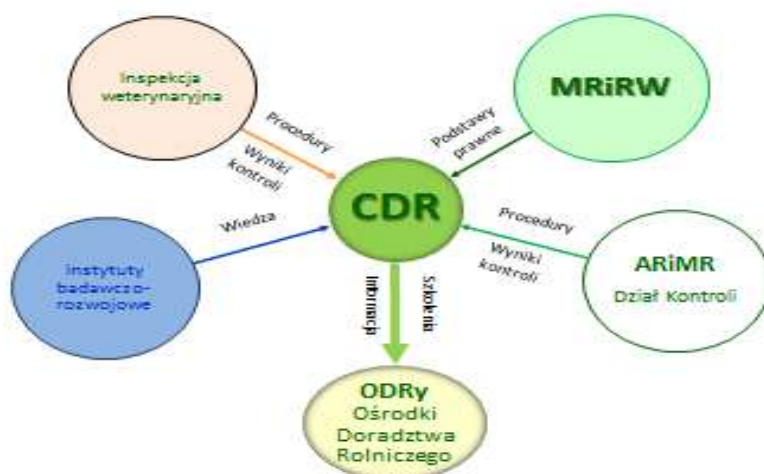 Inspekcja
weterynaryjna
MRiRW
Procedury
Wyniki
kontroli
Podstawy
prawne
CDR
Wiedza
Procedury
Wyniki
kontroli
Instytuty
badawczo-
rozwojowe
ARiMR
Dział Kontroli
Informacja
Szkolenia
ODRy
Ośrodki
Doradztwa
Rolniczego